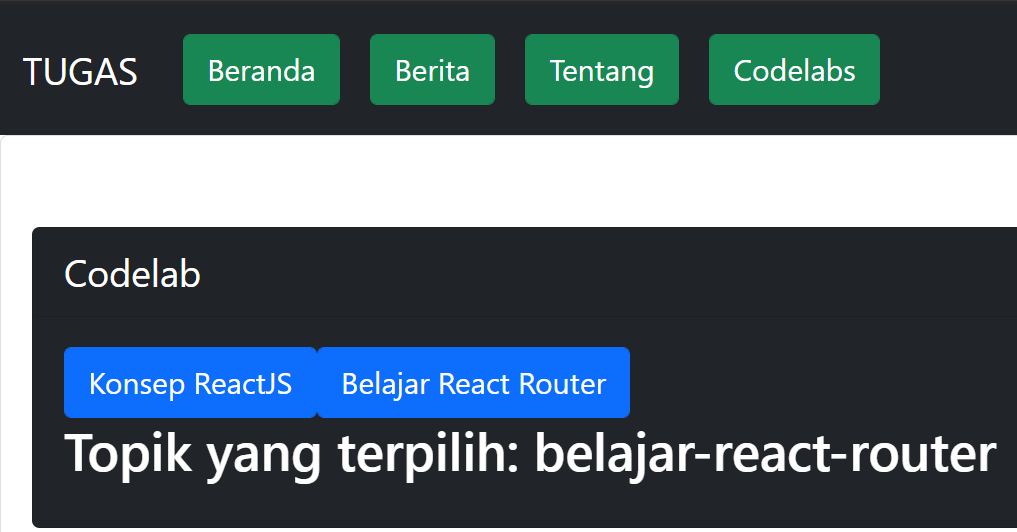 TUGAS Beranda Berita Tentang Codelabs
Codelab
Konsep ReactJS Belajar React Router
Topik yang terpilih: belajar-react-router